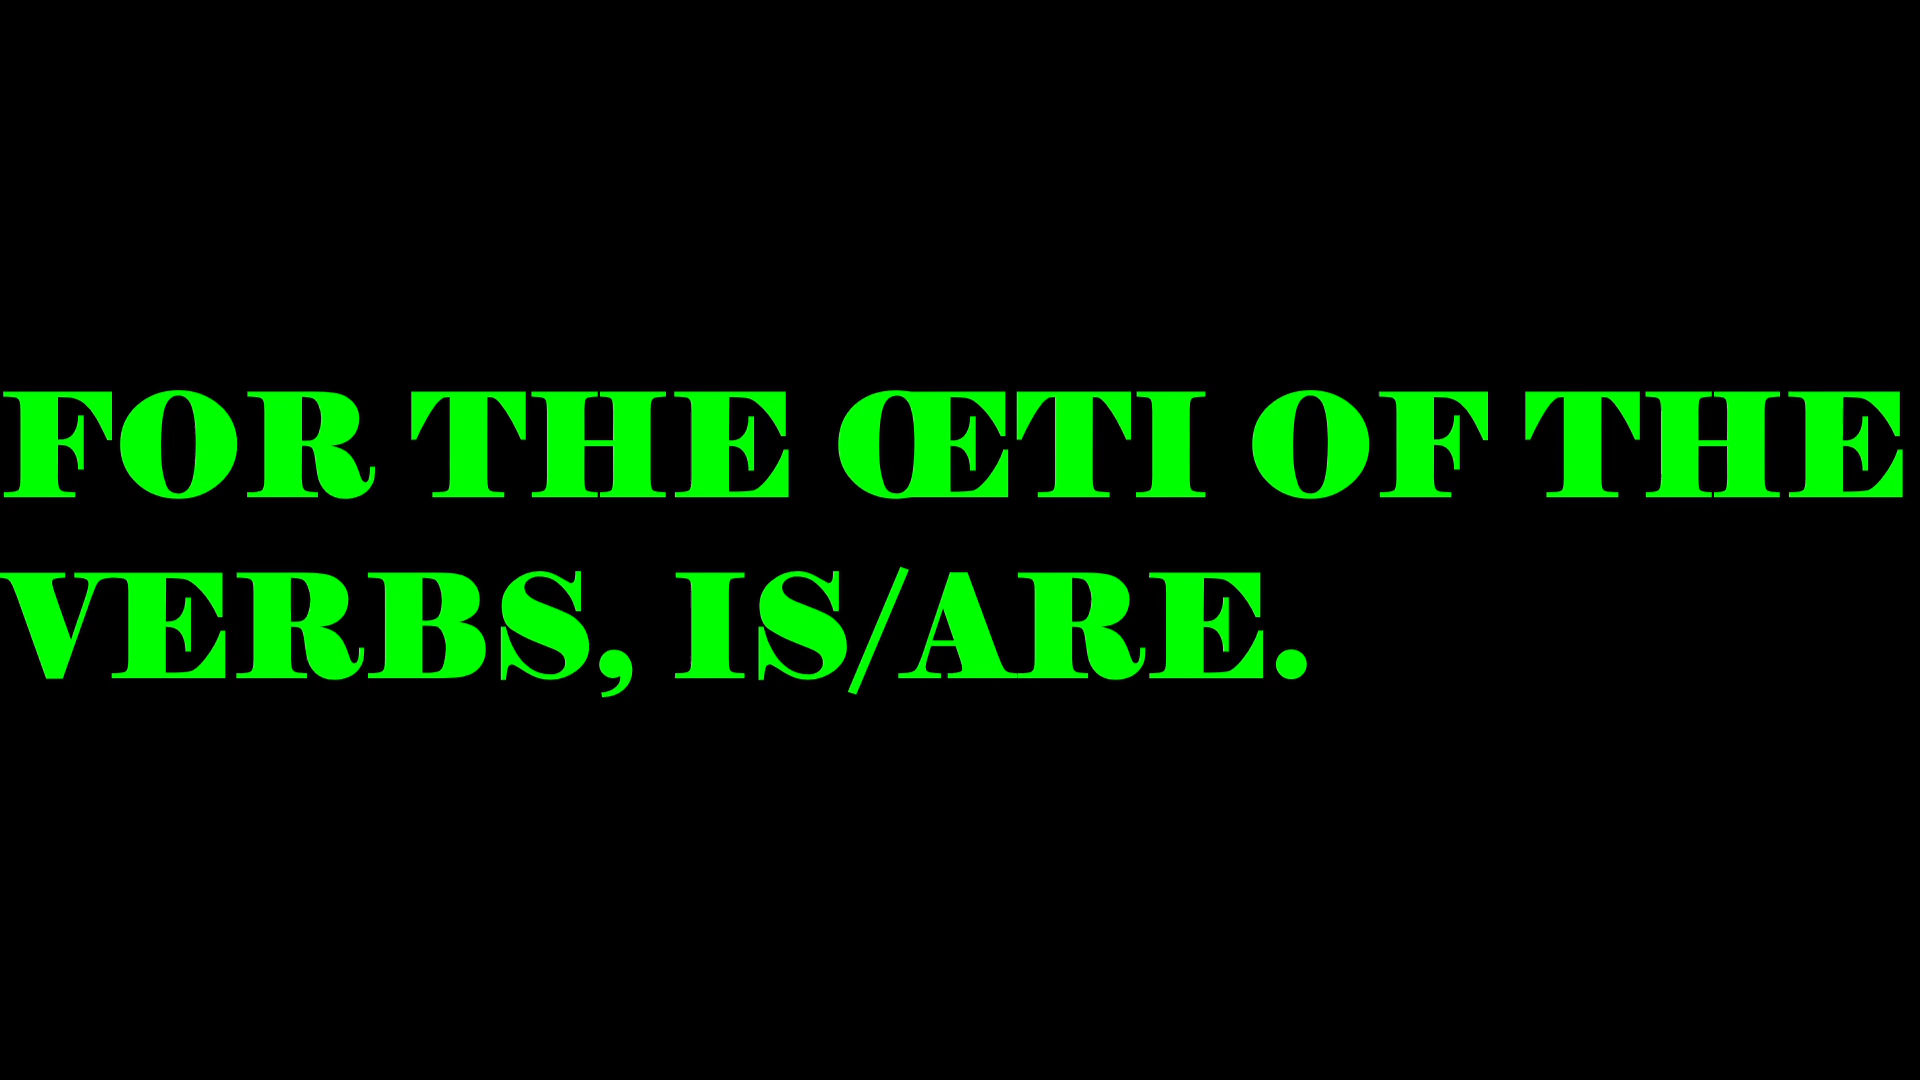 FOR THE ŒTI OF THE
VERBS, IS/ARE.